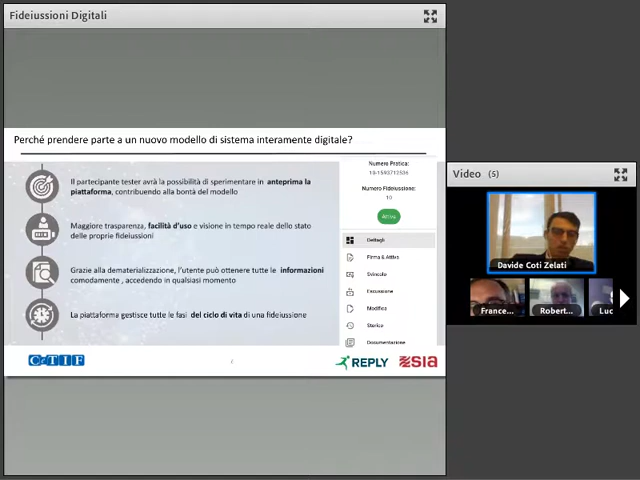 Fideiussioni Digitali
Perché prendere parte a un nuovo modello di sistema interamente digitale?
Il partecipante tester avrà la possibilità di sperimentare in anteprima la
piattaforma, contribuendo alla bontà del modello
Maggiore trasparenza, facilità d'uso e visione in tempo reale dello stato
delle proprie fideiussioni
Grazie alla dematerializzazione, l'utente può ottenere tutte le informazioni
comodamente , accedendo in qualsiasi momento
La piattaforma gestisce tutte le fasi del ciclo di vita di una fideiussione
Numero Pratica:
10-1593712536
Numero Fideiussione:
10
Attiva
Dettagli
Firma & Attiva
Svincolo
Escussione
Modifica
Storico
Documentazione
CeTIF
REPLY
SIA
Video (5)
Davide Coti Zelati
France...
Robert...
Luc